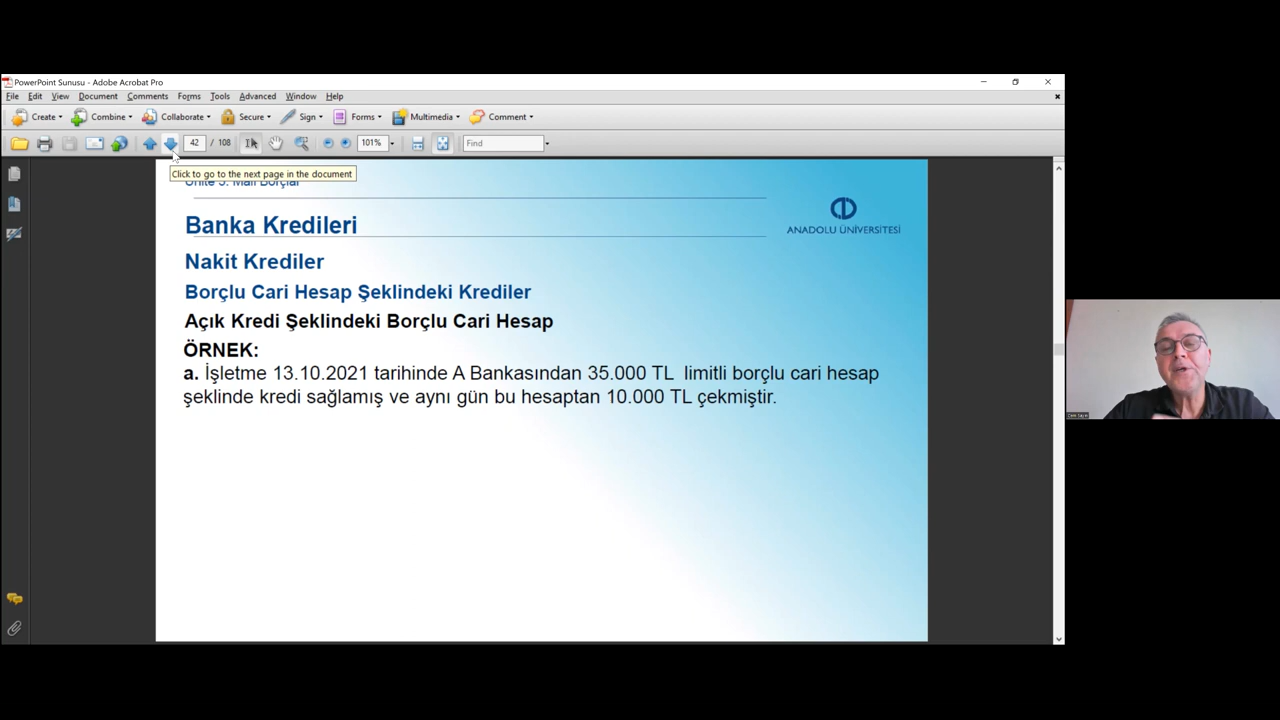 PowerPoint Sunusu - Adobe Acrobat Pro
File Edit View Document Comments Forms Tools Advanced Window Help
Create Combine Collaborate Secure Sign Forms Multimedia Comment
42 / 108 101% Find
Click to go to the next page in the document
Ünite 3: Mali Borçlar
Banka Kredileri
ANADOLU ÜNİVERSİTESİ
Nakit Krediler
Borçlu Cari Hesap Şeklindeki Krediler
Açık Kredi Şeklindeki Borçlu Cari Hesap
ÖRNEK:
a. İşletme 13.10.2021 tarihinde A Bankasından 35.000 TL limitli borçlu cari hesap
şeklinde kredi sağlamış ve aynı gün bu hesaptan 10.000 TL çekmiştir.